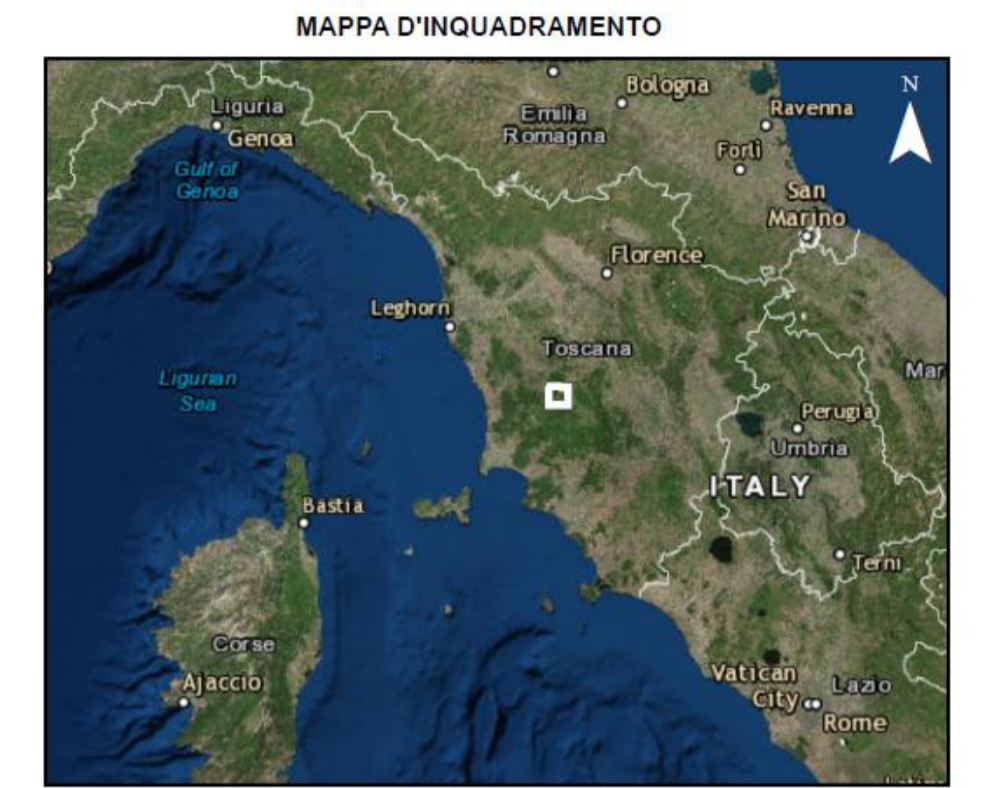 MAPPA D'INQUADRAMENTO
Bologna
N
Liguria
Emilia
Romagna
Ravenna
Genoa
Forlì
Gulf of
Genoa
San
Marino
Florence
Leghorn
Toscana
Ligurian
Sea
Mar
Perugia
Umbria
ITALY
Bastia
Terni
Corse
Ajaccio
Vatican
City
Lazio
Rome